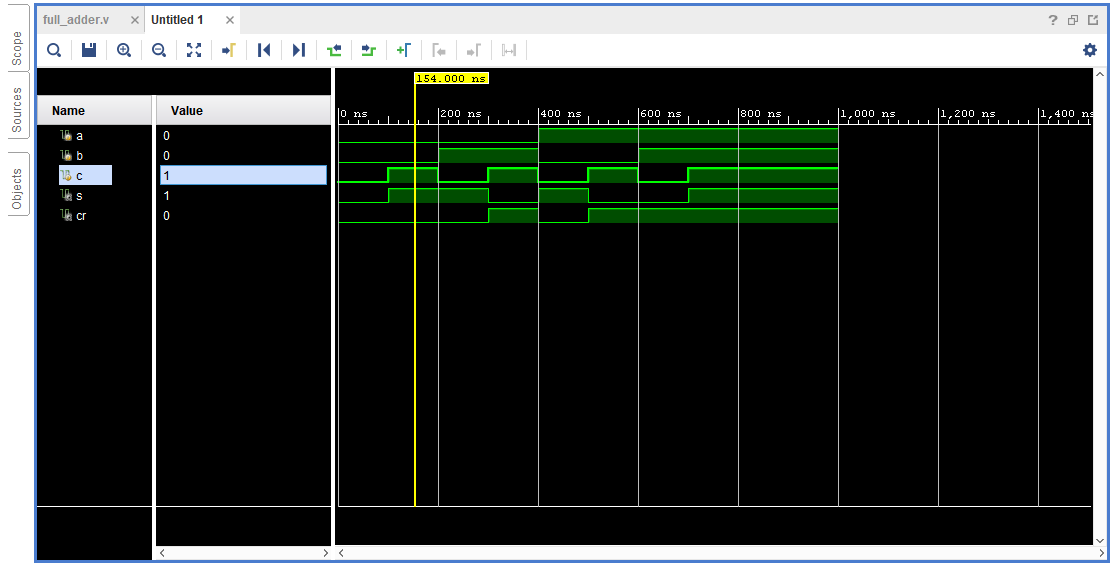 full_adder.v
Untitled 1
Scope
Sources
Objects
154.000 ns
Name Value
0 ns 200 ns 400 ns 600 ns 800 ns 1,000 ns 1,200 ns 1,400 ns
a 0
b 0
c 1
s 1
cr 0